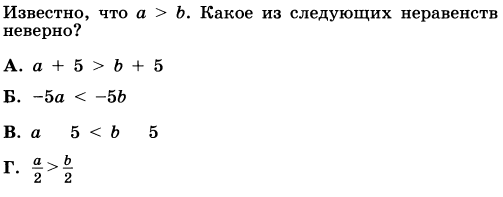 Известно, что a > b. Какое из следующих неравенств
неверно?
А. a + 5 > b + 5
Б. −5a < −5b
В. a 5 < b 5
Г. a/2 > b/2